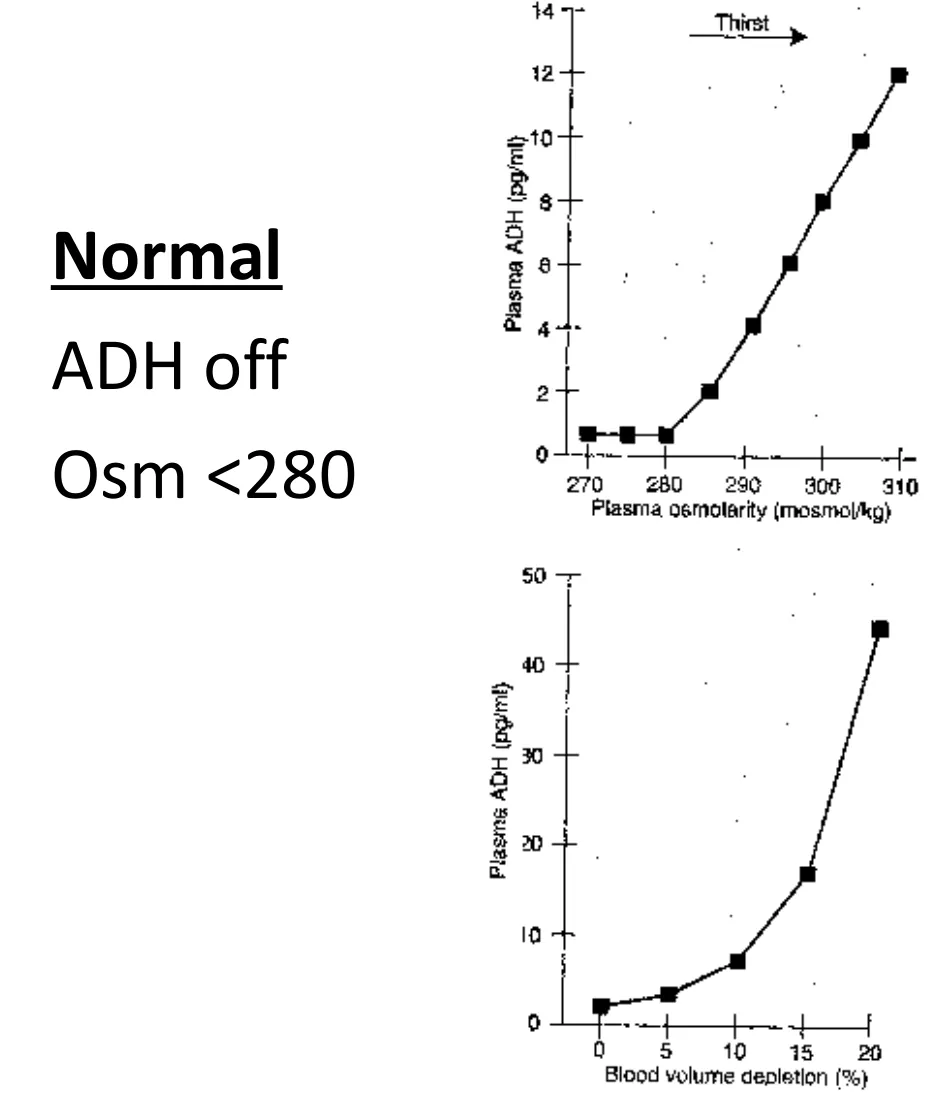 Normal
ADH off
Osm <280
14
Thirst
12
10
8
6
4
2
0
Plasma ADH (pg/ml)
270 280 290 300 310
Plasma osmolarity (mosmol/kg)
50
40
30
20
10
0
Plasma ADH (pg/ml)
0 5 10 15 20
Blood volume depletion (%)